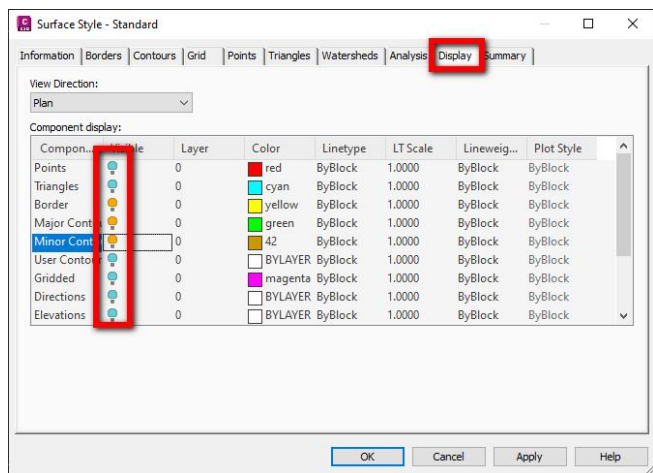 Surface Style - Standard
Information Borders Contours Grid Points Triangles Watersheds Analysis Display Summary
View Direction:
Plan
Component display:
Compon... Visible Layer Color Linetype LT Scale Lineweig... Plot Style
Points 0 red ByBlock 1.0000 ByBlock ByBlock
Triangles 0 cyan ByBlock 1.0000 ByBlock ByBlock
Border 0 yellow ByBlock 1.0000 ByBlock ByBlock
Major Conto 0 green ByBlock 1.0000 ByBlock ByBlock
Minor Cont 0 42 ByBlock 1.0000 ByBlock ByBlock
User Contou 0 BYLAYER ByBlock 1.0000 ByBlock ByBlock
Gridded 0 magenta ByBlock 1.0000 ByBlock ByBlock
Directions 0 BYLAYER ByBlock 1.0000 ByBlock ByBlock
Elevations 0 BYLAYER ByBlock 1.0000 ByBlock ByBlock
OK Cancel Apply Help